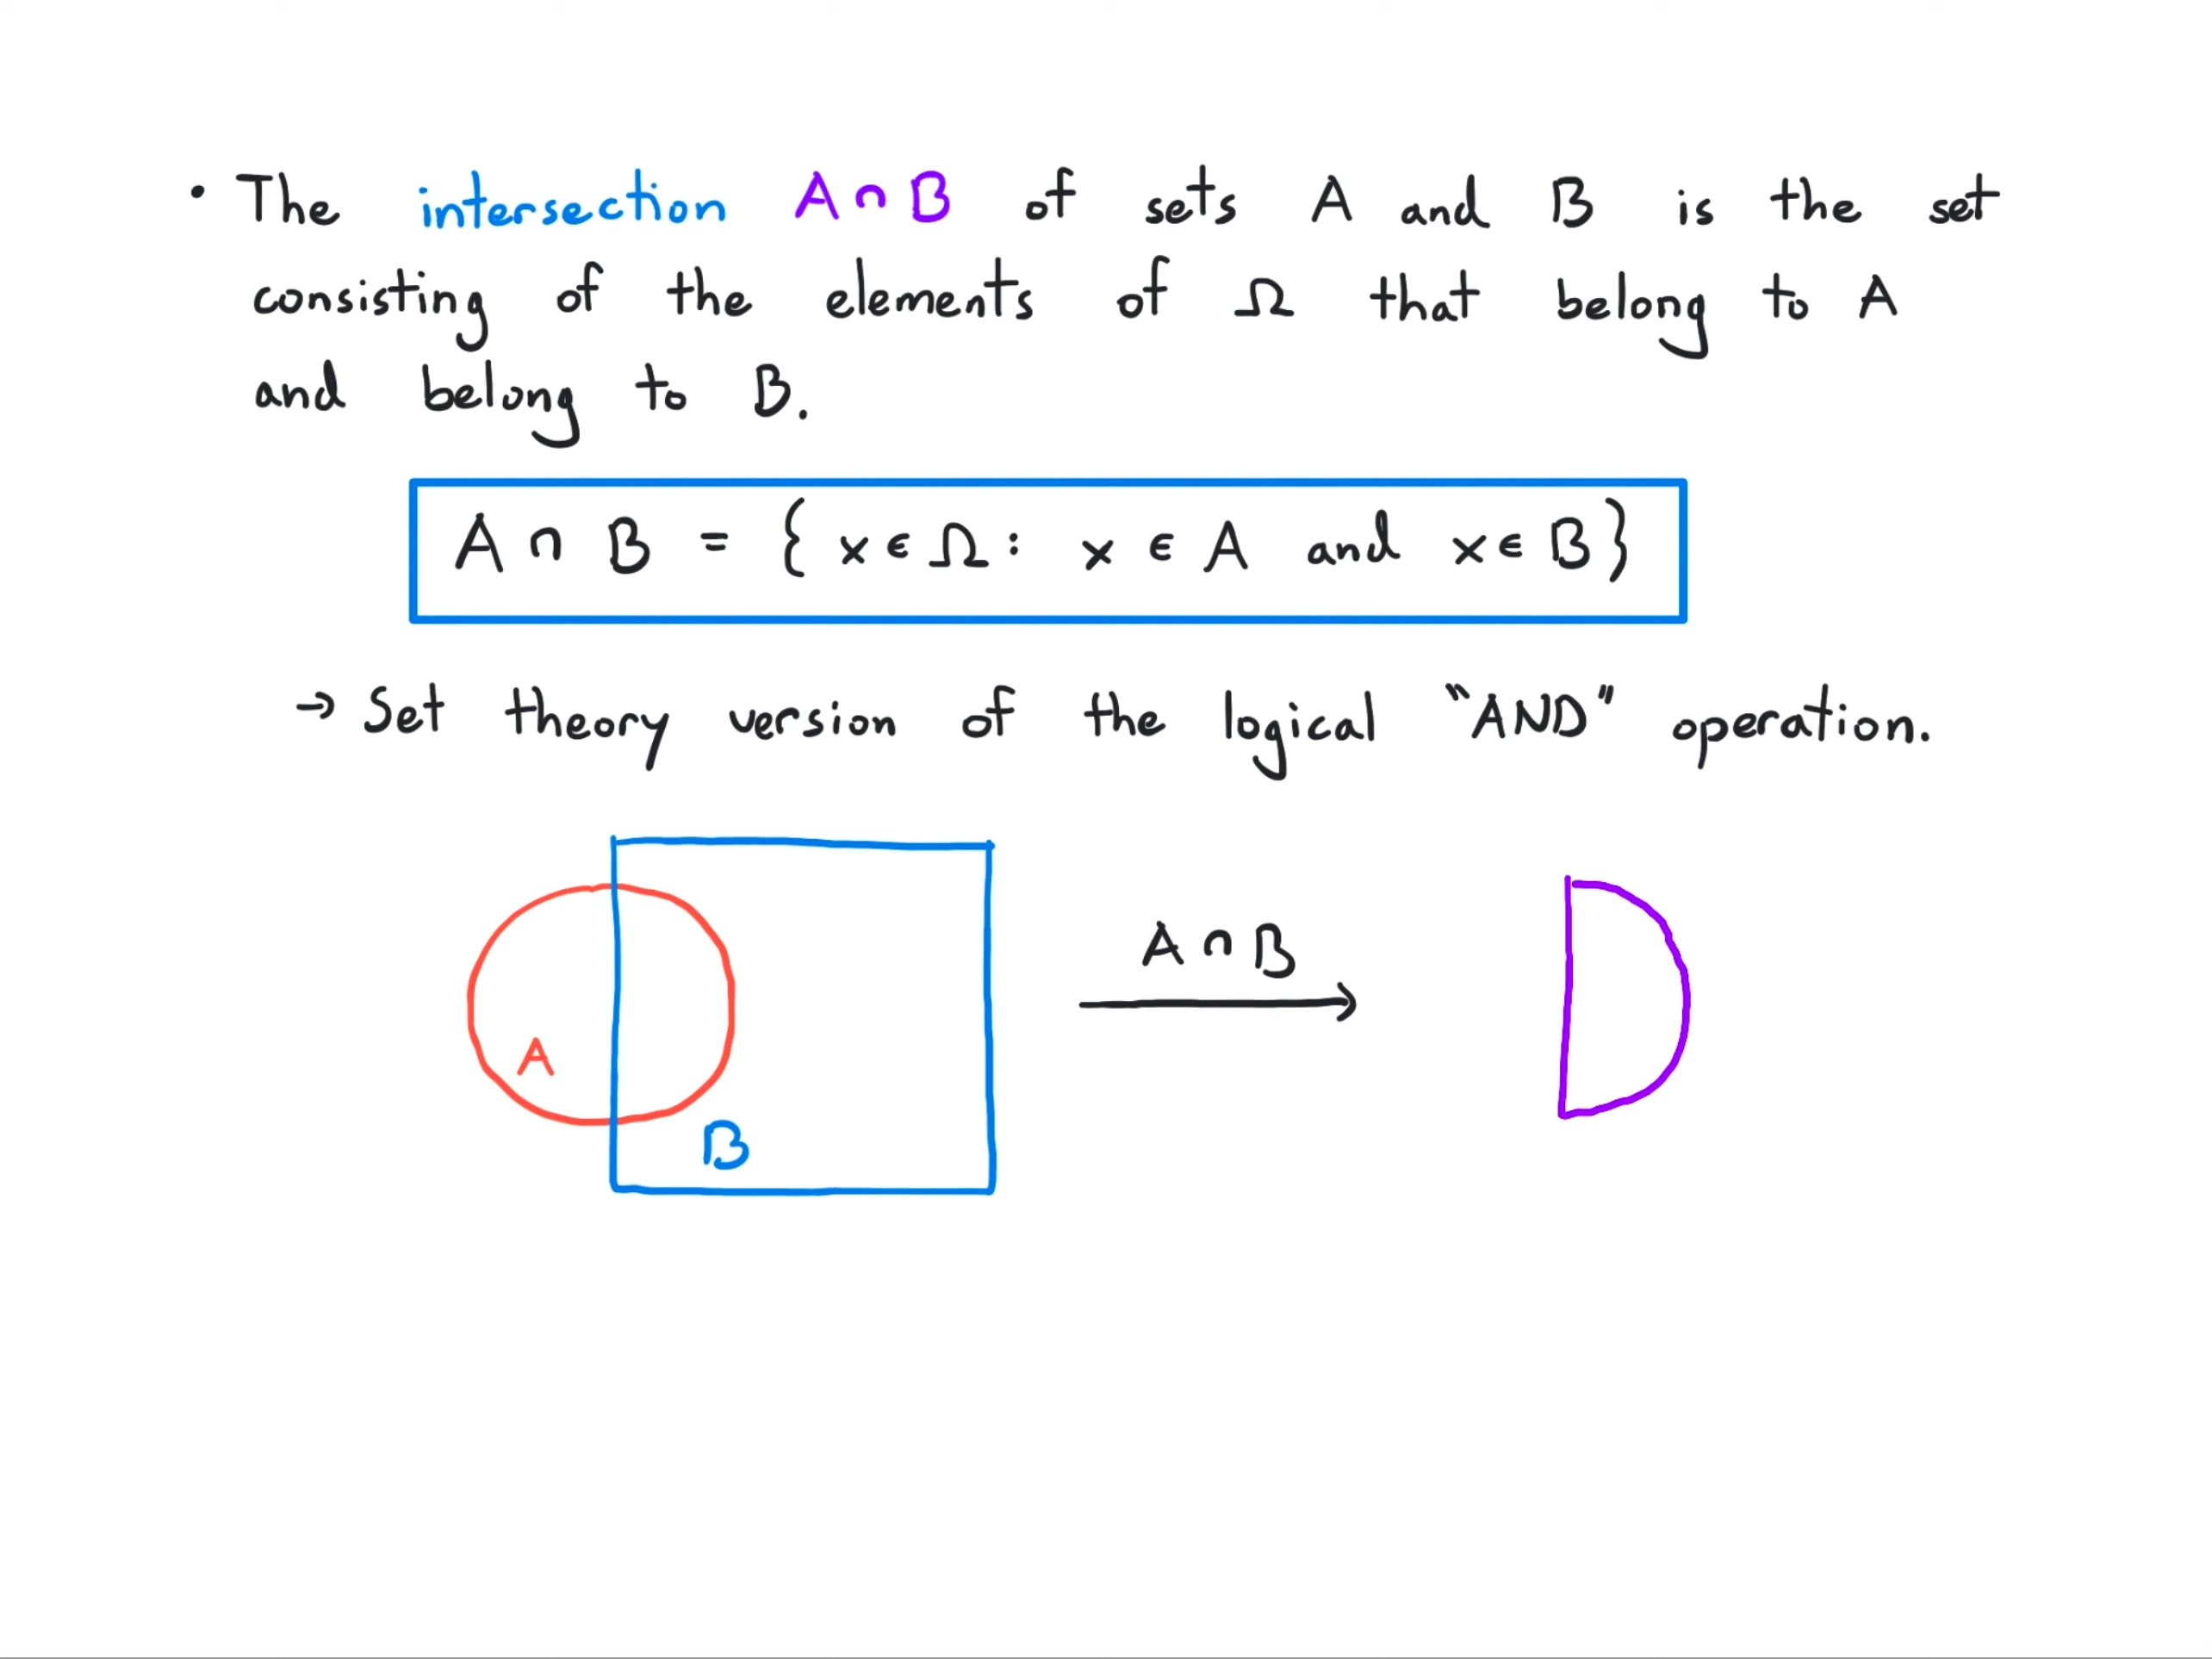 • The intersection A ∩ B of sets A and B is the set
consisting of the elements of Ω that belong to A
and belong to B.
A ∩ B = { x ∈ Ω : x ∈ A and x ∈ B }
→ Set theory version of the logical "AND" operation.
A ∩ B
A
B